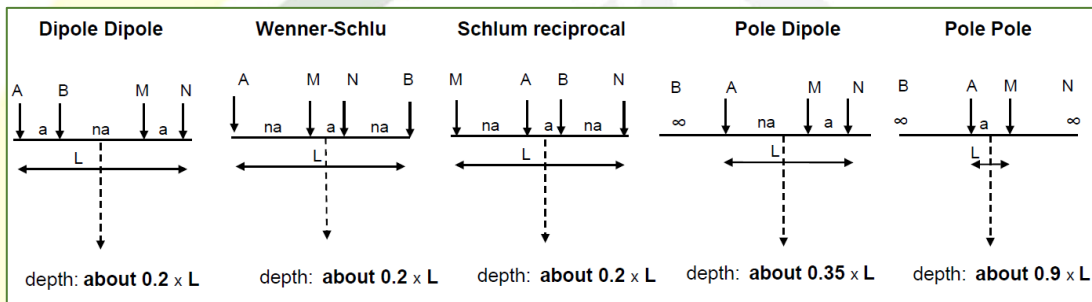 Dipole Dipole
A B M N
a na a
L
depth: about 0.2 x L
Wenner-Schlu
A M N B
na a na
L
depth: about 0.2 x L
Schlum reciprocal
M A B N
na a na
L
depth: about 0.2 x L
Pole Dipole
B A M N
∞ na a
L
depth: about 0.35 x L
Pole Pole
B A M N
∞ a ∞
L
depth: about 0.9 x L